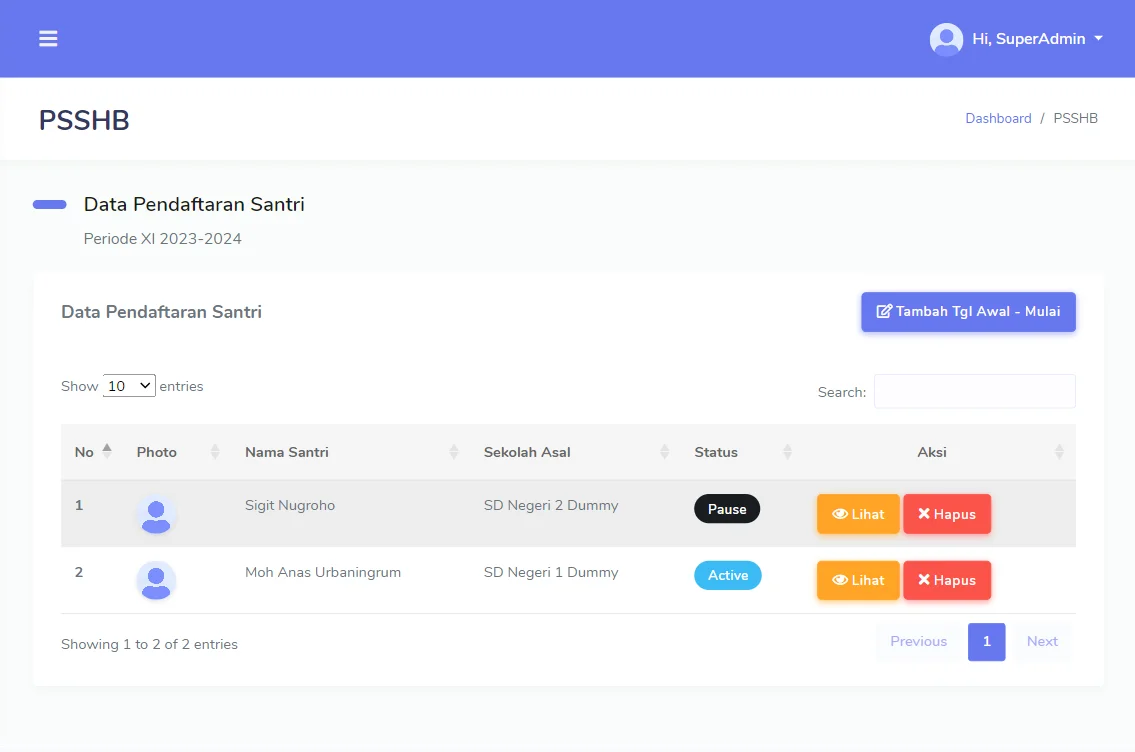 Hi, SuperAdmin
PSSHB
Dashboard / PSSHB
Data Pendaftaran Santri
Periode XI 2023-2024
Data Pendaftaran Santri
Tambah Tgl Awal - Mulai
Show 10 entries
Search:
No Photo Nama Santri Sekolah Asal Status Aksi
1 Sigit Nugroho SD Negeri 2 Dummy Pause Lihat Hapus
2 Moh Anas Urbaningrum SD Negeri 1 Dummy Active Lihat Hapus
Showing 1 to 2 of 2 entries
Previous 1 Next